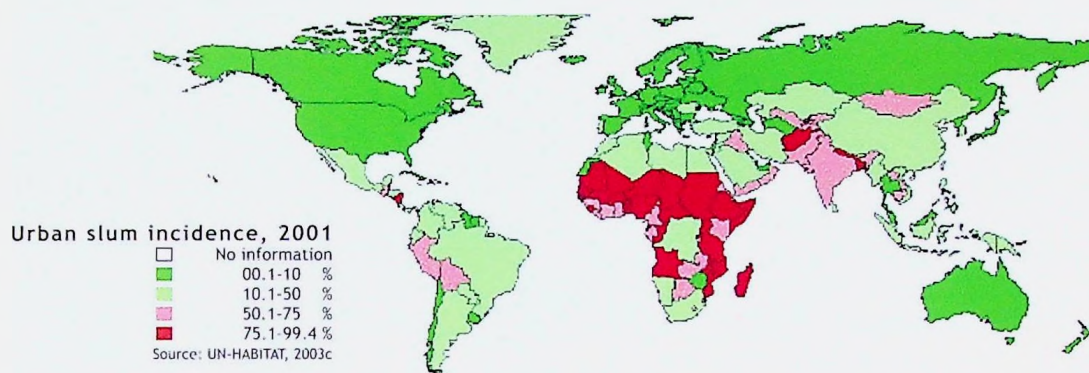 Urban slum incidence, 2001
No information
00.1-10 %
10.1-50 %
50.1-75 %
75.1-99.4 %
Source: UN-HABITAT, 2003c